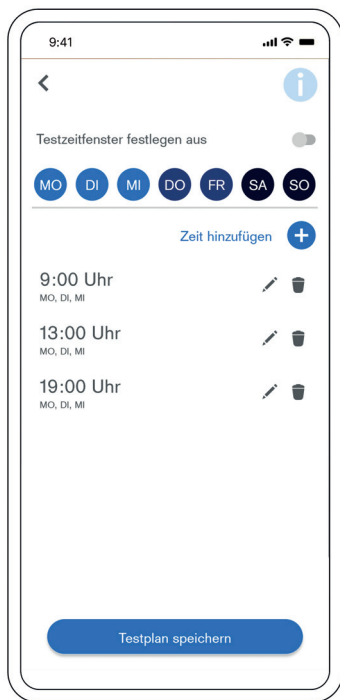 9:41
i
Testzeitfenster festlegen aus
MO DI MI DO FR SA SO
Zeit hinzufügen +
9:00 Uhr
MO, DI, MI
13:00 Uhr
MO, DI, MI
19:00 Uhr
MO, DI, MI
Testplan speichern